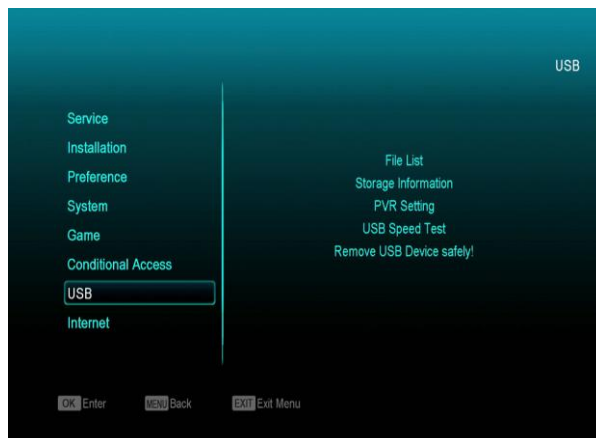 USB
Service
Installation
Preference
System
Game
Conditional Access
USB
Internet
File List
Storage Information
PVR Setting
USB Speed Test
Remove USB Device safely!
OK Enter MENU Back EXIT Exit Menu